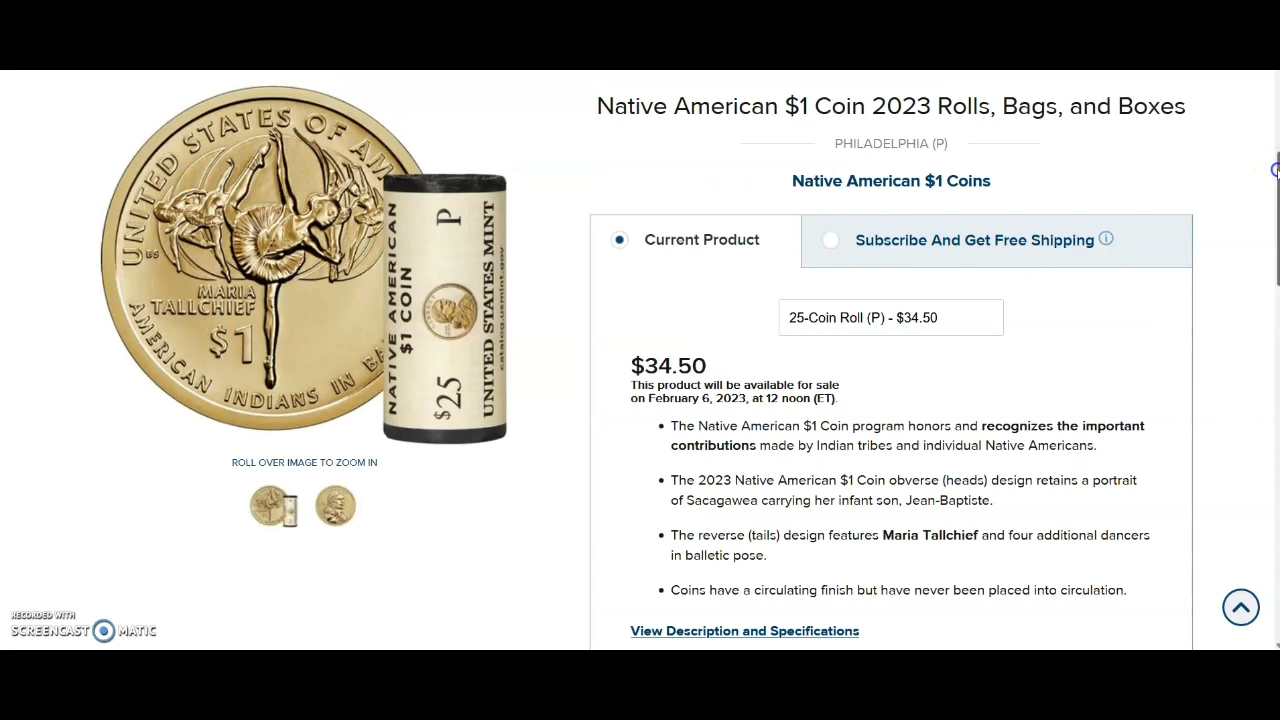 UNITED STATES OF AM
ES
MARIA
TALLCHIEF
$1
AMERICAN INDIANS IN BA
NATIVE AMERICAN
$1 COIN
$25
P
UNITED STATES MINT
catalog.usmint.gov
ROLL OVER IMAGE TO ZOOM IN
Native American $1 Coin 2023 Rolls, Bags, and Boxes
PHILADELPHIA (P)
Native American $1 Coins
Current Product
Subscribe And Get Free Shipping
25-Coin Roll (P) - $34.50
$34.50
This product will be available for sale
on February 6, 2023, at 12 noon (ET).
• The Native American $1 Coin program honors and recognizes the important
contributions made by Indian tribes and individual Native Americans.
• The 2023 Native American $1 Coin obverse (heads) design retains a portrait
of Sacagawea carrying her infant son, Jean-Baptiste.
• The reverse (tails) design features Maria Tallchief and four additional dancers
in balletic pose.
• Coins have a circulating finish but have never been placed into circulation.
View Description and Specifications
RECORDED WITH
SCREENCAST MATIC